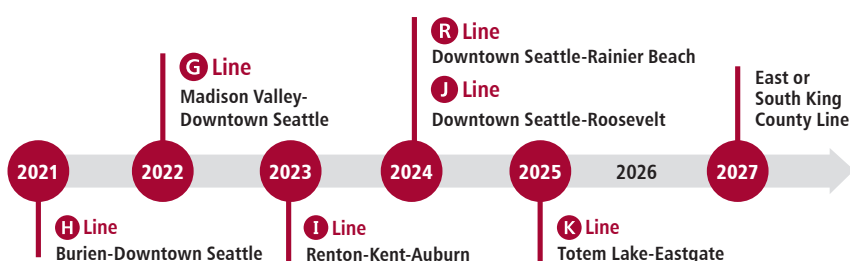 R Line
Downtown Seattle-Rainier Beach
G Line
J Line
Madison Valley-
Downtown Seattle
Downtown Seattle-Roosevelt
East or
South King
County Line
2021
2022
2023
2024
2025
2026
2027
H Line
Burien-Downtown Seattle
I Line
Renton-Kent-Auburn
K Line
Totem Lake-Eastgate